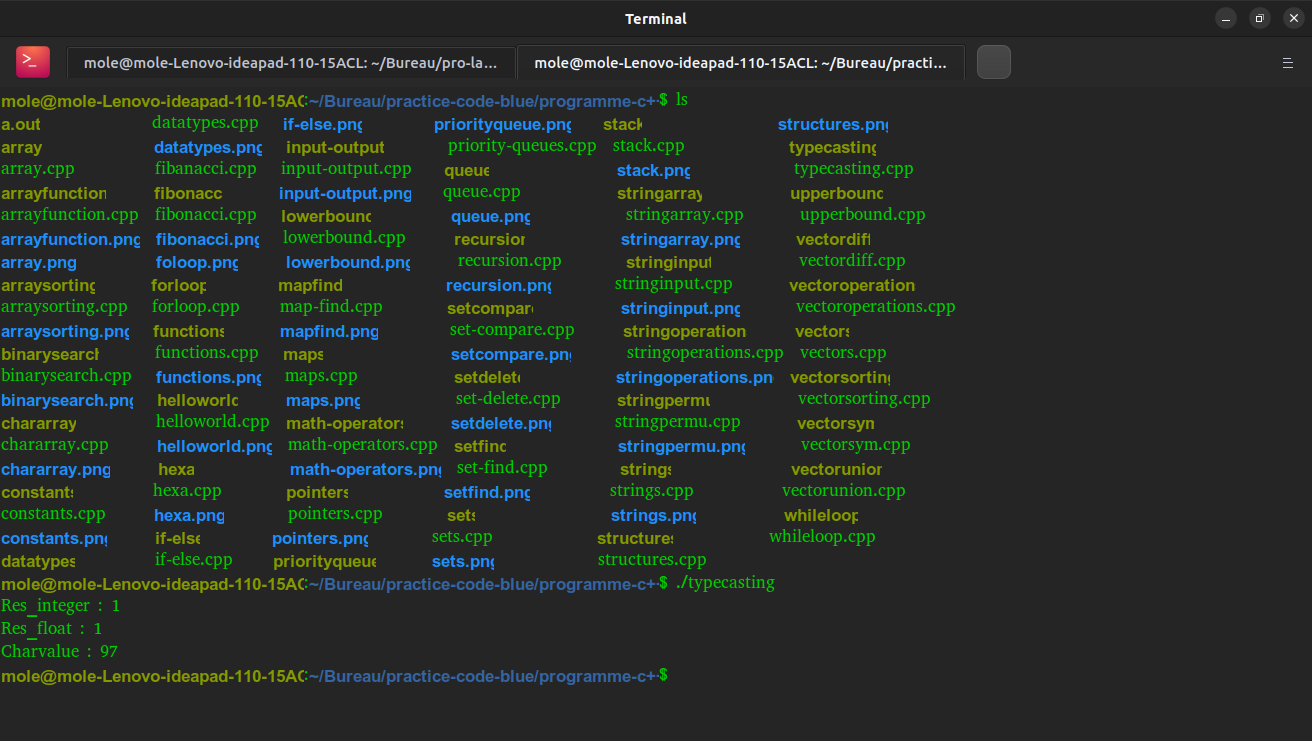 Terminal
>_ mole@mole-Lenovo-ideapad-110-15ACL: ~/Bureau/pro-la... mole@mole-Lenovo-ideapad-110-15ACL: ~/Bureau/practi...
mole@mole-Lenovo-ideapad-110-15AC:~/Bureau/practice-code-blue/programme-c+$ ls
a.out datatypes.cpp if-else.png priorityqueue.png stack structures.png
array datatypes.png input-output priority-queues.cpp stack.cpp typecasting
array.cpp fibanacci.cpp input-output.cpp queue stack.png typecasting.cpp
arrayfunction fibonacc input-output.png queue.cpp stringarray upperbound
arrayfunction.cpp fibonacci.cpp lowerbound queue.png stringarray.cpp upperbound.cpp
arrayfunction.png fibonacci.png lowerbound.cpp recursion stringarray.png vectordiff
array.png foloop.png lowerbound.png recursion.cpp stringinput vectordiff.cpp
arraysorting forloop mapfind recursion.png stringinput.cpp vectoroperation
arraysorting.cpp forloop.cpp map-find.cpp setcompare stringinput.png vectoroperations.cpp
arraysorting.png functions mapfind.png set-compare.cpp stringoperation vectors
binarysearch functions.cpp maps setcompare.png stringoperations.cpp vectors.cpp
binarysearch.cpp functions.png maps.cpp setdelete stringoperations.pn vectorsorting
binarysearch.png helloworld maps.png set-delete.cpp stringpermu vectorsorting.cpp
chararray helloworld.cpp math-operators setdelete.png stringpermu.cpp vectorsym
chararray.cpp helloworld.png math-operators.cpp setfind stringpermu.png vectorsym.cpp
chararray.png hexa math-operators.png set-find.cpp strings vectorunion
constants hexa.cpp pointers setfind.png strings.cpp vectorunion.cpp
constants.cpp hexa.png pointers.cpp sets strings.png whileloop
constants.png if-else pointers.png sets.cpp structures whileloop.cpp
datatypes if-else.cpp priorityqueue sets.png structures.cpp
mole@mole-Lenovo-ideapad-110-15AC:~/Bureau/practice-code-blue/programme-c+$ ./typecasting
Res_integer : 1
Res_float : 1
Charvalue : 97
mole@mole-Lenovo-ideapad-110-15AC:~/Bureau/practice-code-blue/programme-c+$